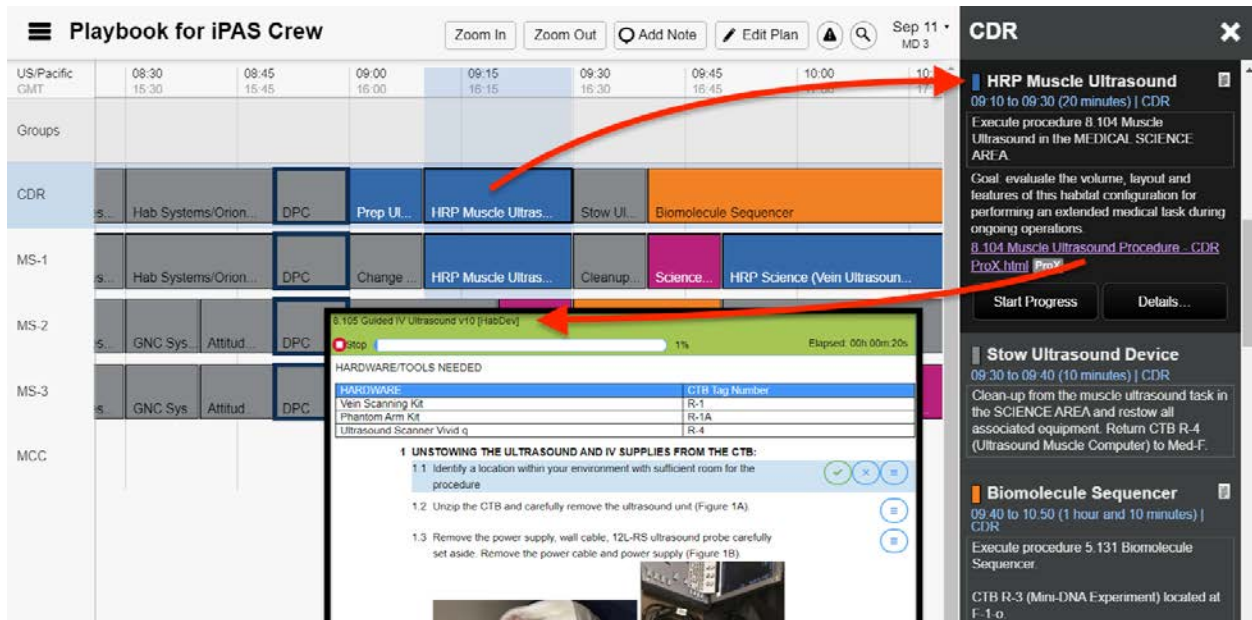 Playbook for iPAS Crew
Zoom In
Zoom Out
Add Note
Edit Plan
Sep 11
MD 3
US/Pacific
GMT
08:30
15:30
08:45
15:45
09:00
16:00
09:15
16:15
09:30
16:30
09:45
16:45
10:00
Groups
CDR
Hab Systems/Orion...
DPC
Prep Ul...
HRP Muscle Ultras...
Stow Ul...
Biomolecule Sequencer
MS-1
Hab Systems/Orion...
DPC
Change ...
HRP Muscle Ultras...
Cleanup...
Science...
HRP Science (Vein Ultrasoun...
MS-2
GNC Sys...
Attitud...
DPC
MS-3
GNC Sys...
Attitud...
DPC
MCC
8.105 Guided IV Ultrasound v10 [HabDev]
Stop
1%
Elapsed: 00h:00m:20s
HARDWARE/TOOLS NEEDED
HARDWARE CTB Tag Number
Vein Scanning Kit R-1
Phantom Arm Kit R-1A
Ultrasound Scanner Vivid q R-4
1 UNSTOWING THE ULTRASOUND AND IV SUPPLIES FROM THE CTB:
1.1 Identify a location within your environment with sufficient room for the
procedure
1.2 Unzip the CTB and carefully remove the ultrasound unit (Figure 1A).
1.3 Remove the power supply, wall cable, 12L-RS ultrasound probe carefully
set aside. Remove the power cable and power supply (Figure 1B).
CDR
HRP Muscle Ultrasound
09:10 to 09:30 (20 minutes) | CDR
Execute procedure 8.104 Muscle
Ultrasound in the MEDICAL SCIENCE
AREA.
Goal: evaluate the volume, layout and
features of this habitat configuration for
performing an extended medical task during
ongoing operations.
8.104 Muscle Ultrasound Procedure - CDR
ProX.html ProX
Start Progress
Details...
Stow Ultrasound Device
09:30 to 09:40 (10 minutes) | CDR
Clean-up from the muscle ultrasound task in
the SCIENCE AREA and restow all
associated equipment. Return CTB R-4
(Ultrasound Muscle Computer) to Med-F.
Biomolecule Sequencer
09:40 to 10:50 (1 hour and 10 minutes) |
CDR
Execute procedure 5.131 Biomolecule
Sequencer.
CTB R-3 (Mini-DNA Experiment) located at
F-1-o.